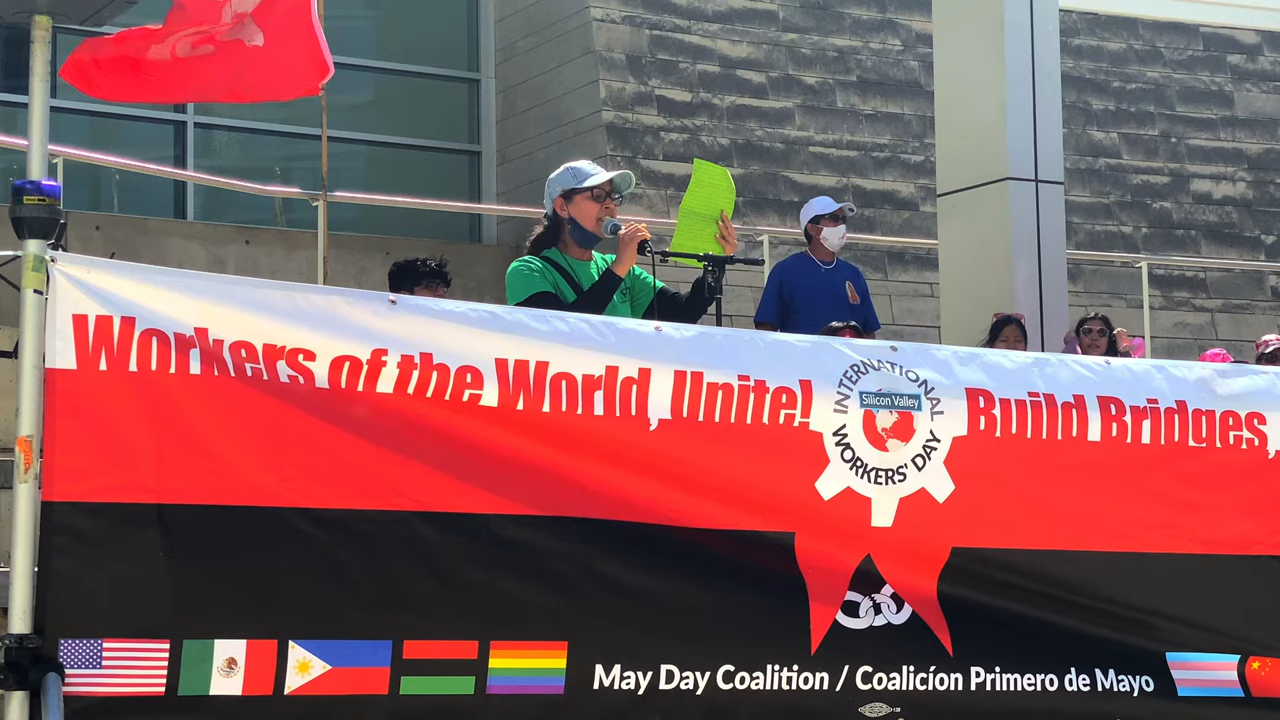 Workers of the World, Unite!
INTERNATIONAL
Silicon Valley
WORKERS' DAY
Build Bridges,
May Day Coalition / Coalicíon Primero de Mayo